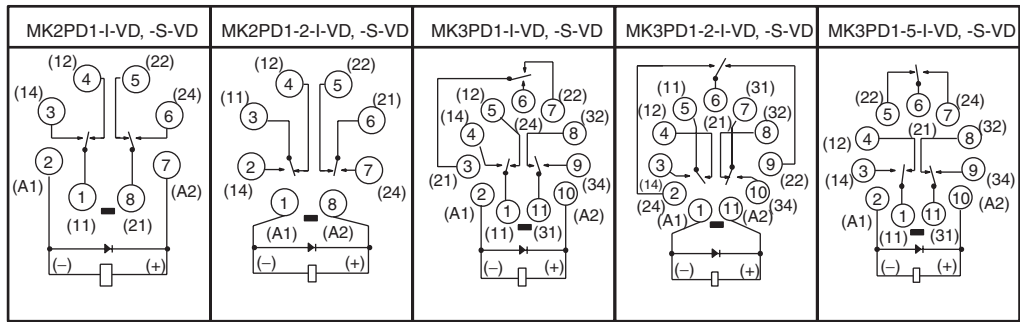 MK2PD1-I-VD, -S-VD
(12) (22)
4 5
(14) (24)
3 6
2 7
(A1) 1 8 (A2)
(11) (21)
(−) (+)
MK2PD1-2-I-VD, -S-VD
(12) (22)
4 5
(11) (21)
3 6
2 7
(14) (24)
1 8
(A1) (A2)
(−) (+)
MK3PD1-I-VD, -S-VD
6
(12) 5 7 (22)
(14) (24) (32)
4 8
3 9
(21) (34)
2 10
(A1) 1 11 (A2)
(11) (31)
(−) (+)
MK3PD1-2-I-VD, -S-VD
(11) 6 (31)
5 7
(12) (21) (32)
4 8
3 9
(14) (22)
2 10
(24) (34)
(A1) 1 11 (A2)
(−) (+)
MK3PD1-5-I-VD, -S-VD
(22) 6 (24)
5 7
(12) (21) (32)
4 8
3 9
(14) (34)
2 10
(A1) 1 11 (A2)
(11) (31)
(−) (+)